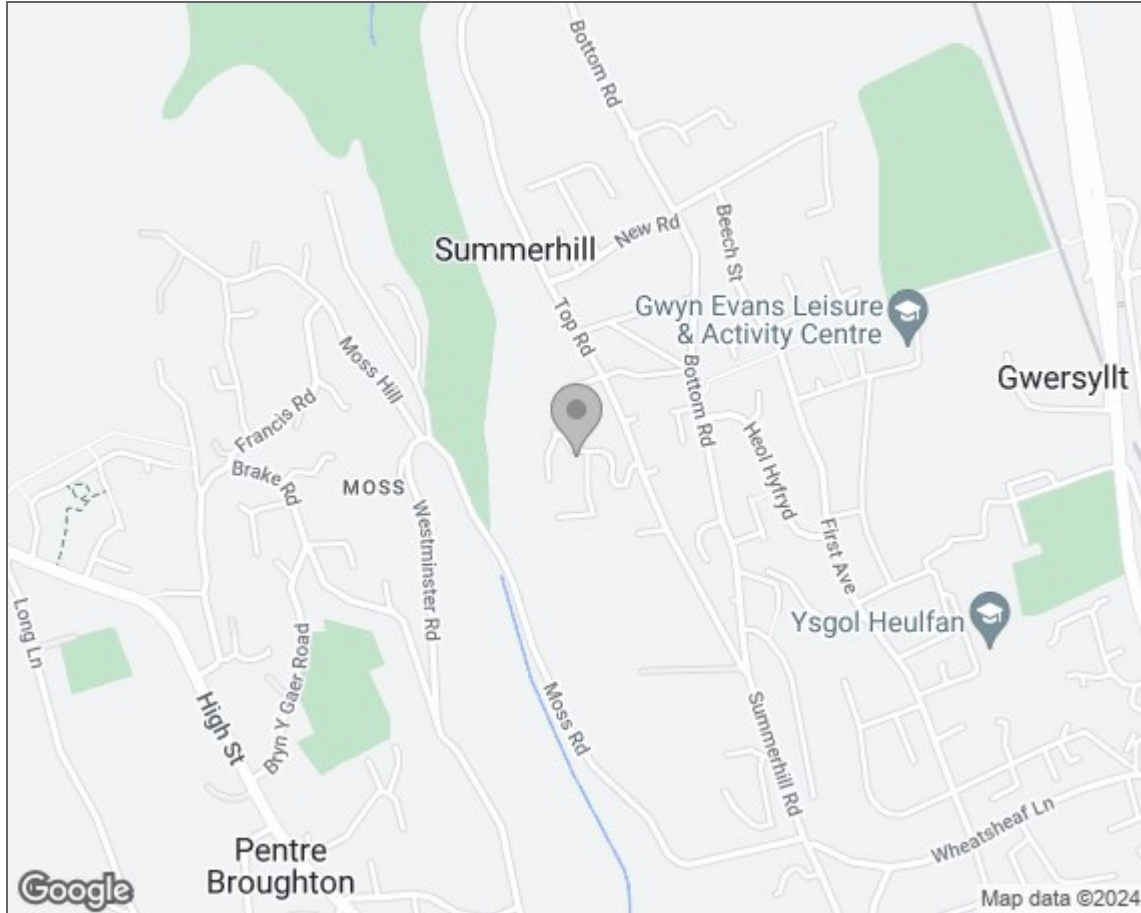 Bottom Rd
New Rd
Beech St
Summerhill
Gwyn Evans Leisure
& Activity Centre
Top Rd
Moss Hill
Bottom Rd
Gwersyllt
Francis Rd
Heol Hyfryd
Brake Rd
MOSS
Westminster Rd
First Ave
Long Ln
Ysgol Heulfan
Bryn Y Gaer Road
High St
Moss Rd
Summerhill Rd
Wheatsheaf Ln
Pentre
Broughton
Google
Map data ©2024